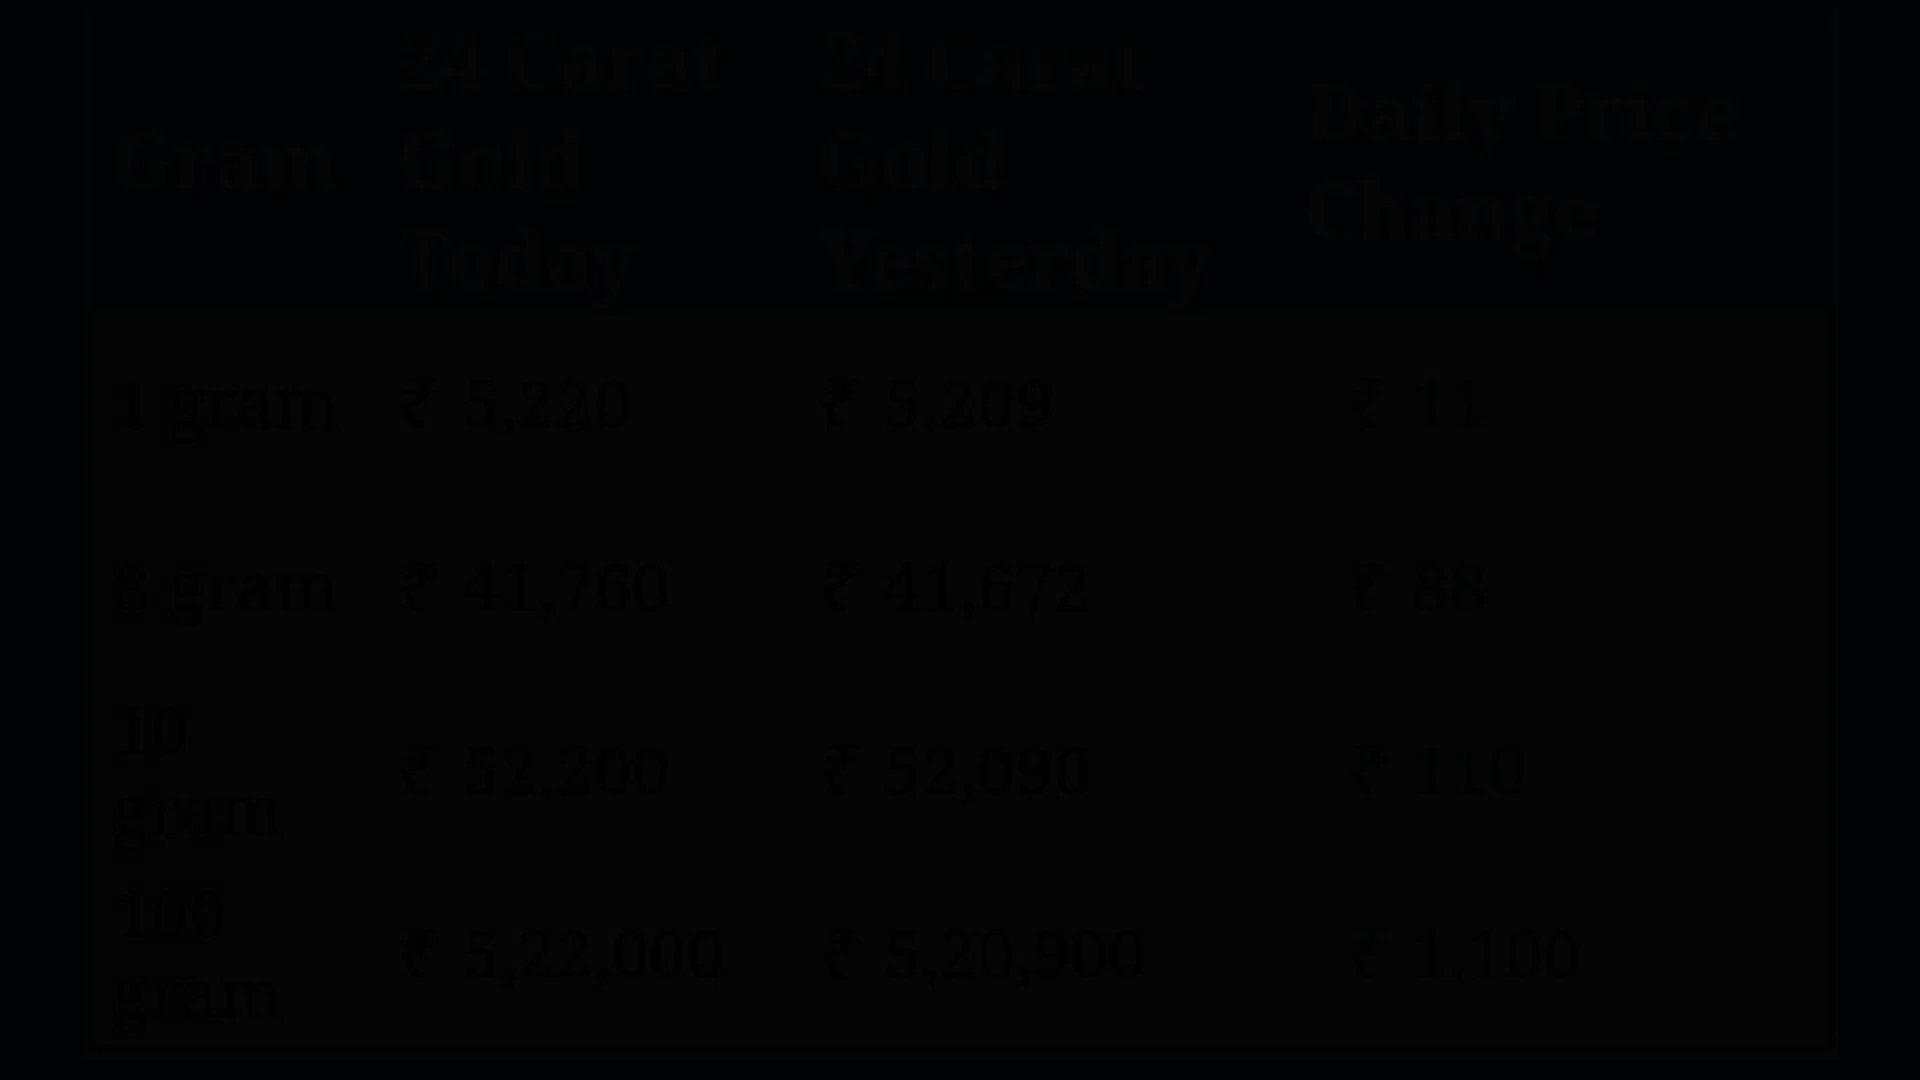 Gram
24 Carat
Gold
Today
24 Carat
Gold
Yesterday
Daily Price
Change
1 gram ₹ 5,220 ₹ 5,209 ₹ 11
8 gram ₹ 41,760 ₹ 41,672 ₹ 88
10
gram
₹ 52,200 ₹ 52,090 ₹ 110
100
gram
₹ 5,22,000 ₹ 5,20,900 ₹ 1,100